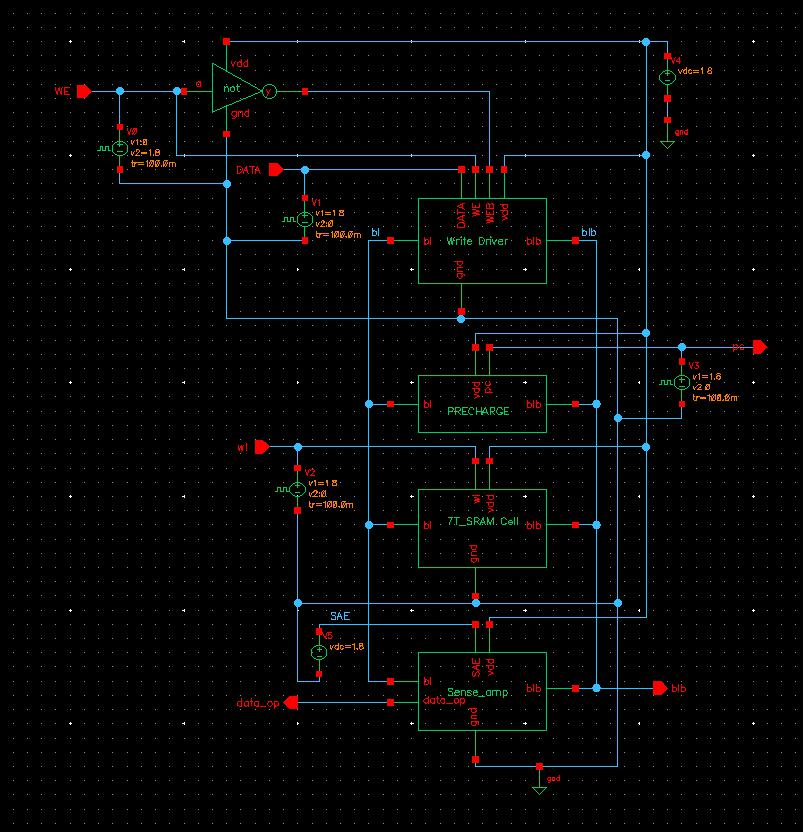 vdd
V4
vdc=1.8
WE
a
not
y
gnd
gnd
V0
v1:0
v2=1.8
tr=100.0m
DATA
V1
v1=1.8
v2:0
tr=100.0m
DATA
WE
WEB
vdd
bl
blb
bl
Write Driver
blb
gnd
pc
vdd
pc
V3
v1=1.8
v2:0
tr=100.0m
bl
PRECHARGE
blb
wl
V2
v1=1.8
v2:0
tr=100.0m
wl
vdd
bl
7T_SRAM Cell
blb
gnd
SAE
V5
vdc=1.8
SAE
vdd
bl
Sense_amp
blb
blb
data_op
data_op
gnd
gnd